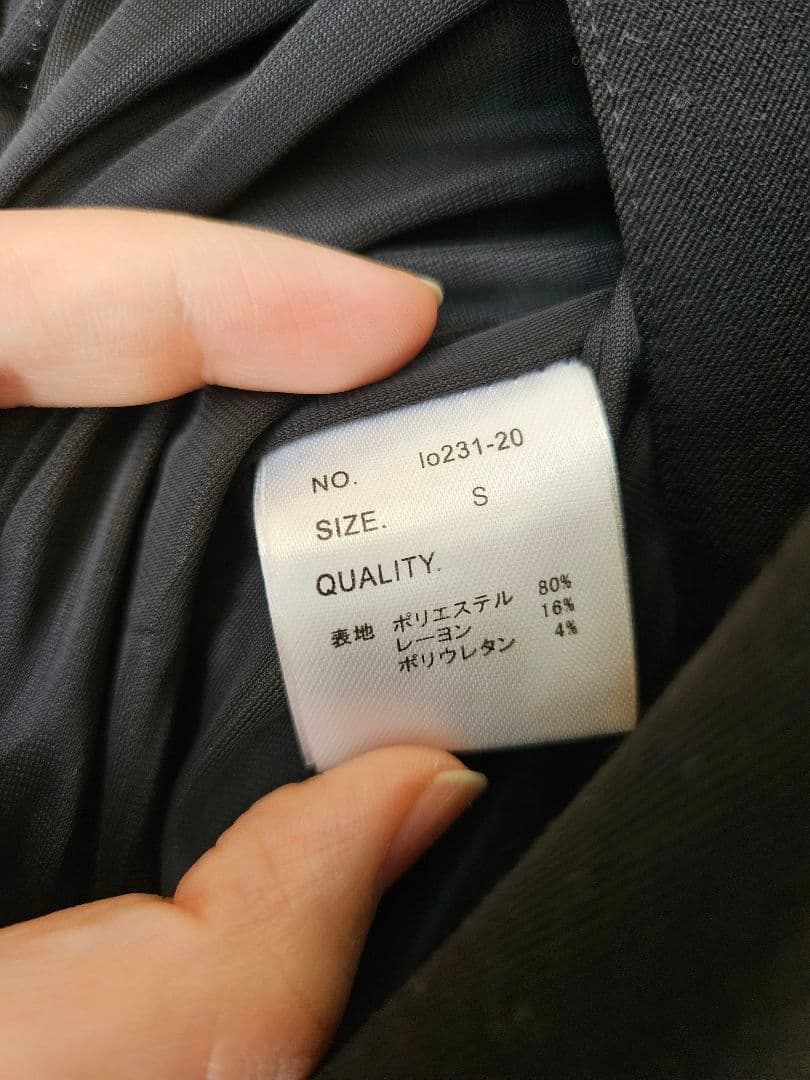 NO. lo231-20
SIZE. S
QUALITY.
表地 ポリエステル 80%
レーヨン 16%
ポリウレタン 4%